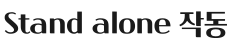 Stand alone 작동